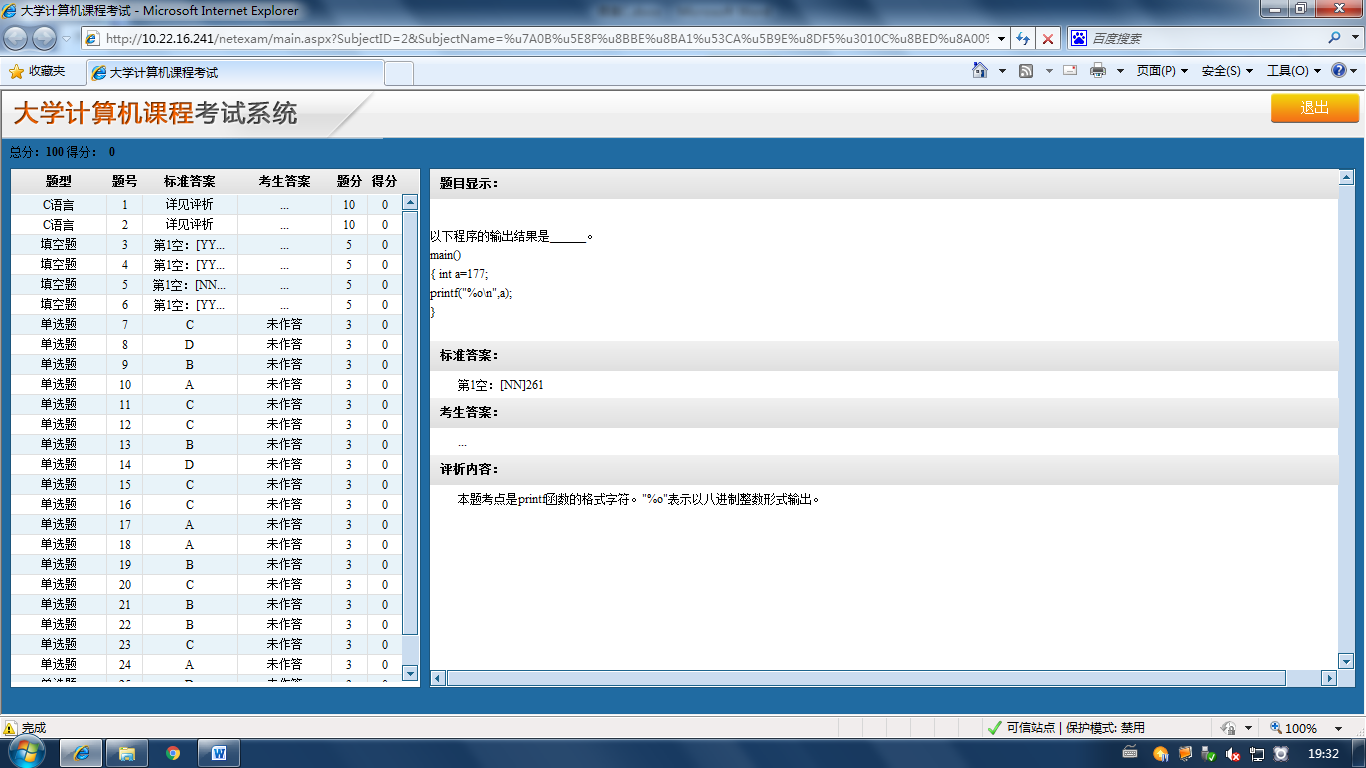 大学计算机课程考试 - Microsoft Internet Explorer
http://10.22.16.241/netexam/main.aspx?SubjectID=2&SubjectName=%u7A0B%u5E8F%u8BBE%u8BA1%u53CA%u5B9E%u8DF5%u3010C%u8BED%u8A00%
百度搜索
收藏夹
大学计算机课程考试
页面(P)
安全(S)
工具(O)
大学计算机课程考试系统
退出
总分：100 得分： 0
题型 题号 标准答案 考生答案 题分 得分
C语言 1 详见评析 ... 10 0
C语言 2 详见评析 ... 10 0
填空题 3 第1空：[YY... ... 5 0
填空题 4 第1空：[YY... ... 5 0
填空题 5 第1空：[NN... ... 5 0
填空题 6 第1空：[YY... ... 5 0
单选题 7 C 未作答 3 0
单选题 8 D 未作答 3 0
单选题 9 B 未作答 3 0
单选题 10 A 未作答 3 0
单选题 11 C 未作答 3 0
单选题 12 C 未作答 3 0
单选题 13 B 未作答 3 0
单选题 14 D 未作答 3 0
单选题 15 C 未作答 3 0
单选题 16 C 未作答 3 0
单选题 17 A 未作答 3 0
单选题 18 A 未作答 3 0
单选题 19 B 未作答 3 0
单选题 20 C 未作答 3 0
单选题 21 B 未作答 3 0
单选题 22 B 未作答 3 0
单选题 23 C 未作答 3 0
单选题 24 A 未作答 3 0
题目显示：
以下程序的输出结果是______。
main()
{ int a=177;
printf("%o\n",a);
}
标准答案：
第1空：[NN]261
考生答案：
...
评析内容：
本题考点是printf函数的格式字符。"%o"表示以八进制整数形式输出。
完成
可信站点 | 保护模式: 禁用
100%
19:32